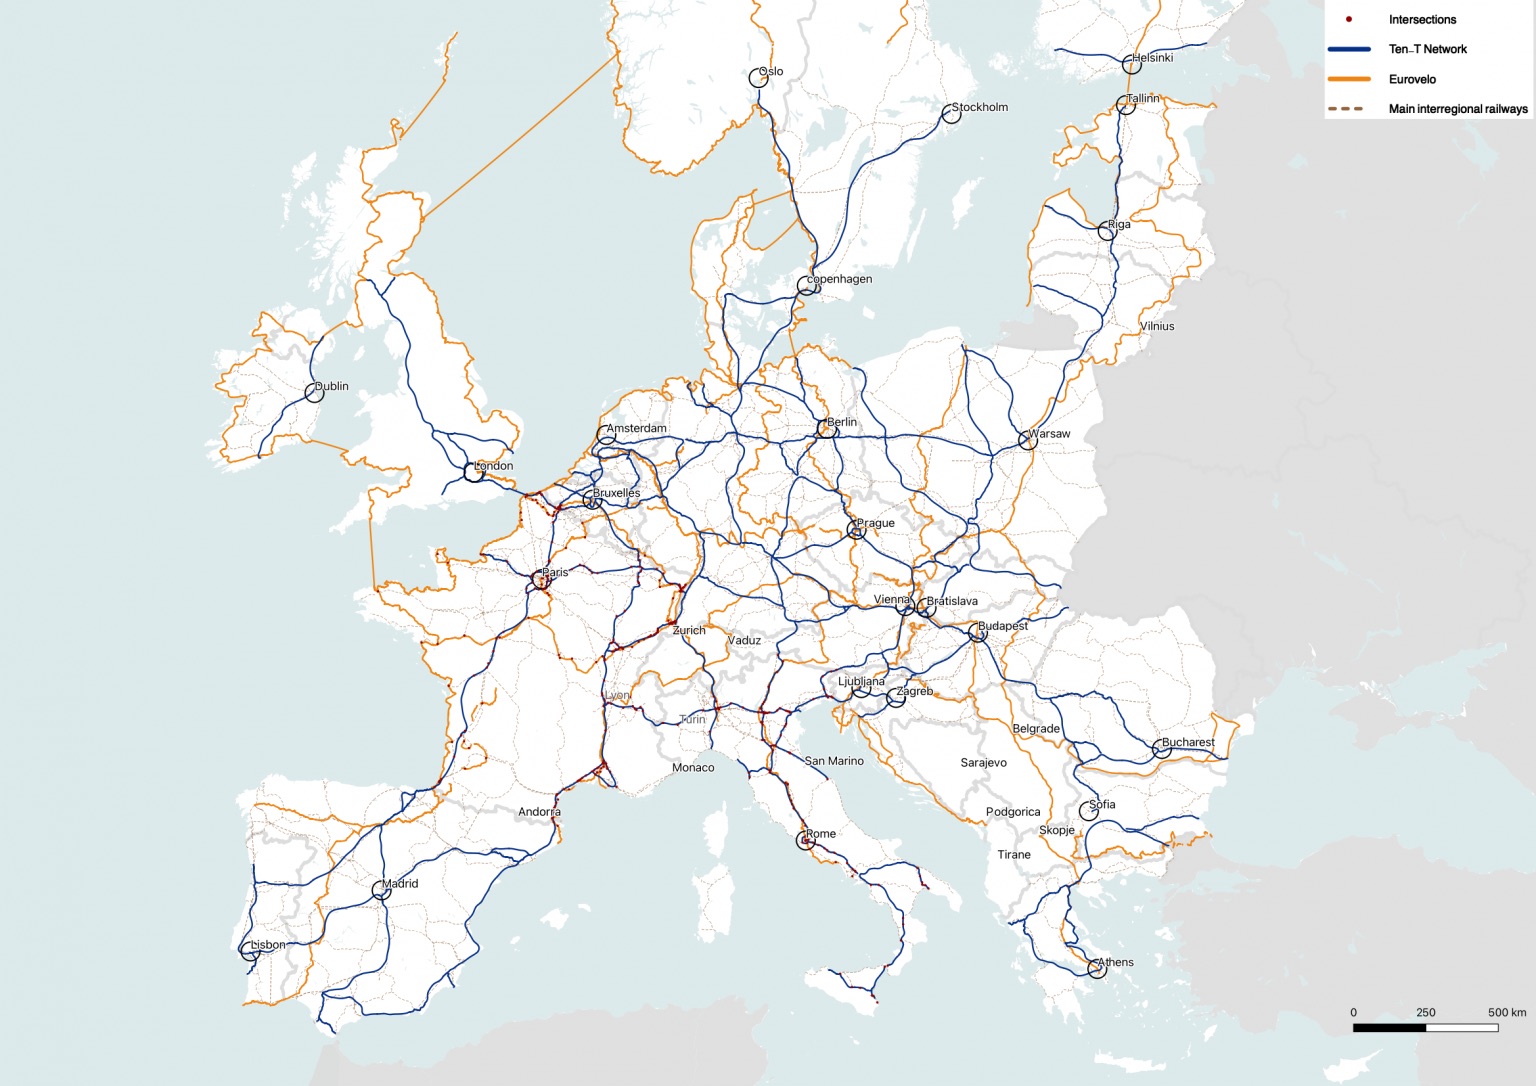 Intersections
Ten_T Network
Eurovelo
Main interregional railways
Oslo
Helsinki
Stockholm
Tallinn
Riga
copenhagen
Vilnius
Dublin
Amsterdam
Berlin
Warsaw
London
Bruxelles
Prague
Paris
Vienna
Bratislava
Zurich
Vaduz
Budapest
Ljubljana
Zagreb
Lyon
Turin
Belgrade
Bucharest
Monaco
San Marino
Sarajevo
Andorra
Podgorica
Sofia
Rome
Skopje
Tirane
Madrid
Lisbon
Athens
0 250 500 km